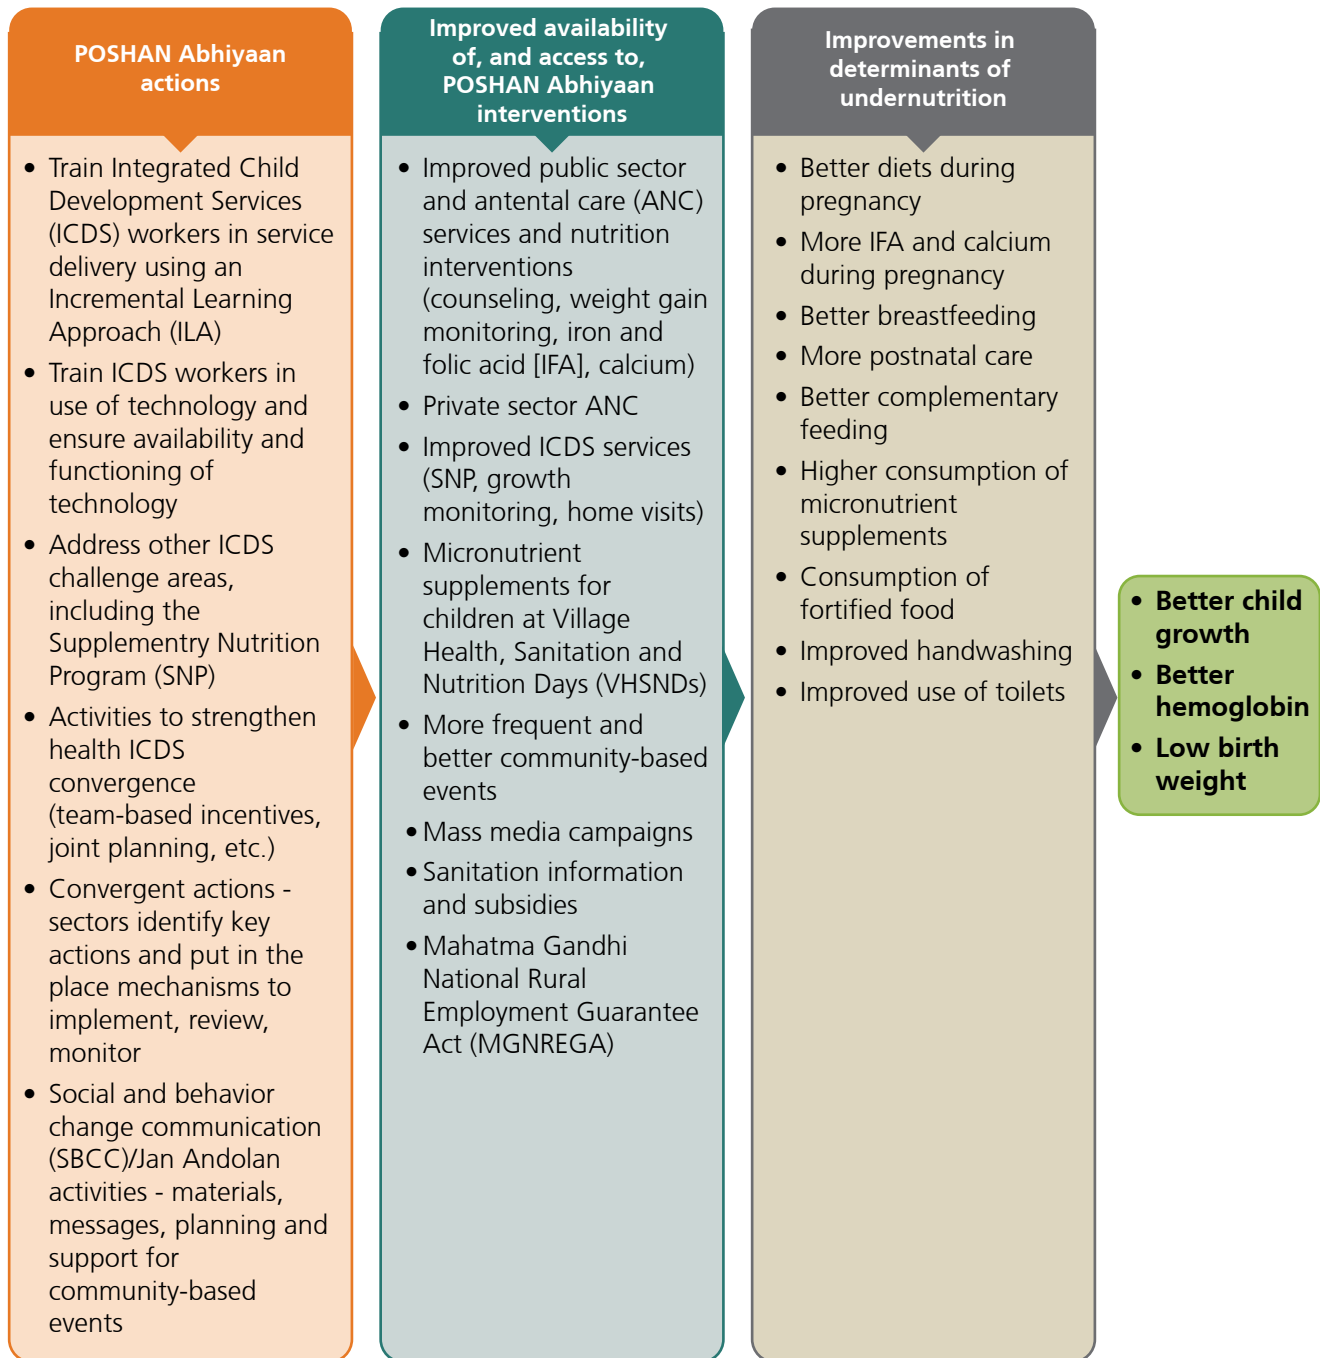 POSHAN Abhiyaan
actions
• Train Integrated Child
Development Services
(ICDS) workers in service
delivery using an
Incremental Learning
Approach (ILA)
• Train ICDS workers in
use of technology and
ensure availability and
functioning of
technology
• Address other ICDS
challenge areas,
including the
Supplementry Nutrition
Program (SNP)
• Activities to strengthen
health ICDS
convergence
(team-based incentives,
joint planning, etc.)
• Convergent actions -
sectors identify key
actions and put in the
place mechanisms to
implement, review,
monitor
• Social and behavior
change communication
(SBCC)/Jan Andolan
activities - materials,
messages, planning and
support for
community-based
events
Improved availability
of, and access to,
POSHAN Abhiyaan
interventions
• Improved public sector
and antental care (ANC)
services and nutrition
interventions
(counseling, weight gain
monitoring, iron and
folic acid [IFA], calcium)
• Private sector ANC
• Improved ICDS services
(SNP, growth
monitoring, home visits)
• Micronutrient
supplements for
children at Village
Health, Sanitation and
Nutrition Days (VHSNDs)
• More frequent and
better community-based
events
• Mass media campaigns
• Sanitation information
and subsidies
• Mahatma Gandhi
National Rural
Employment Guarantee
Act (MGNREGA)
Improvements in
determinants of
undernutrition
• Better diets during
pregnancy
• More IFA and calcium
during pregnancy
• Better breastfeeding
• More postnatal care
• Better complementary
feeding
• Higher consumption of
micronutrient
supplements
• Consumption of
fortified food
• Improved handwashing
• Improved use of toilets
• Better child
growth
• Better
hemoglobin
• Low birth
weight